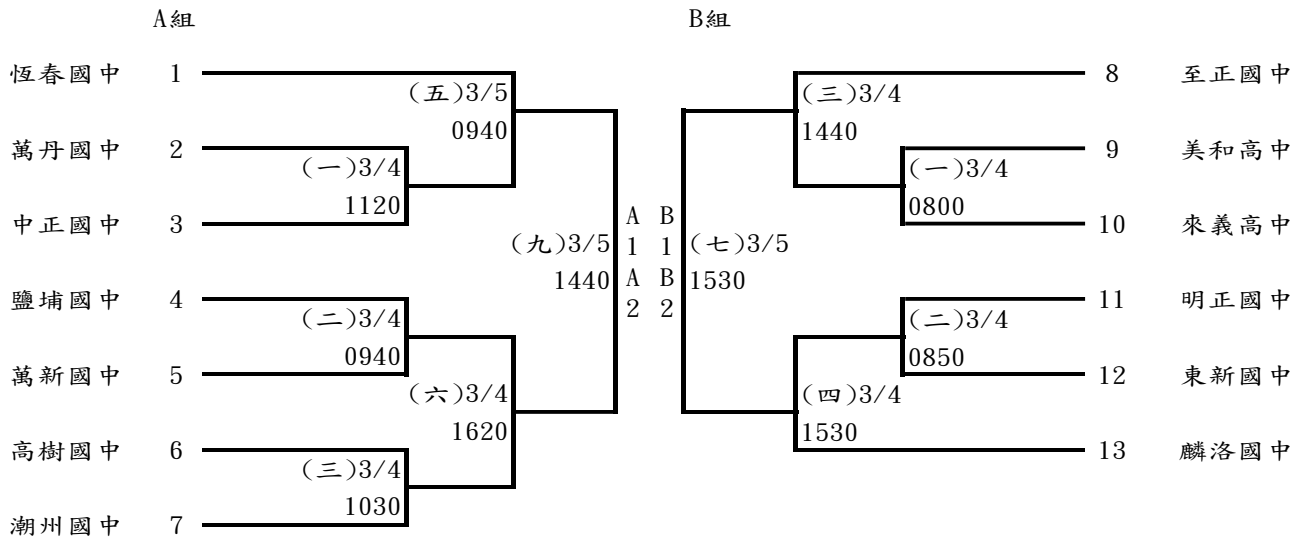 A組 B組
恆春國中 1 8 至正國中
(五)3/5 (三)3/4
0940 1440
萬丹國中 2 9 美和高中
(一)3/4 (一)3/4
1120 0800
中正國中 3 10 來義高中
A1A2 B1B2
(九)3/5 (七)3/5
1440 1530
鹽埔國中 4 11 明正國中
(二)3/4 (二)3/4
0940 0850
萬新國中 5 12 東新國中
(六)3/4 (四)3/4
1620 1530
高樹國中 6 13 麟洛國中
(三)3/4
1030
潮州國中 7